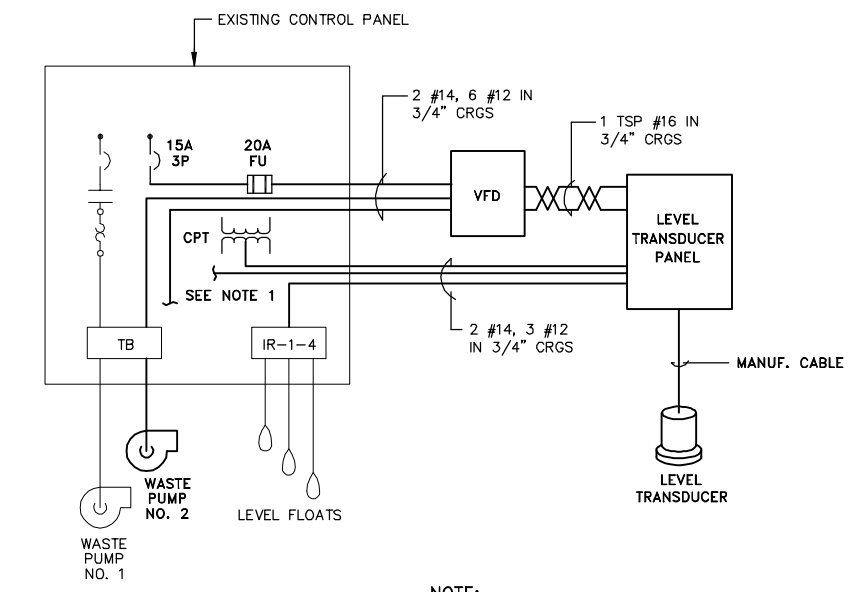 EXISTING CONTROL PANEL
2 #14, 6 #12 IN
3/4" CRGS
1 TSP #16 IN
3/4" CRGS
15A
3P
20A
FU
VFD
LEVEL
TRANSDUCER
PANEL
CPT
SEE NOTE 1
TB
IR-1-4
2 #14, 3 #12
IN 3/4" CRGS
MANUF. CABLE
WASTE
PUMP
NO. 2
LEVEL FLOATS
LEVEL
TRANSDUCER
WASTE
PUMP
NO. 1
NOTE: